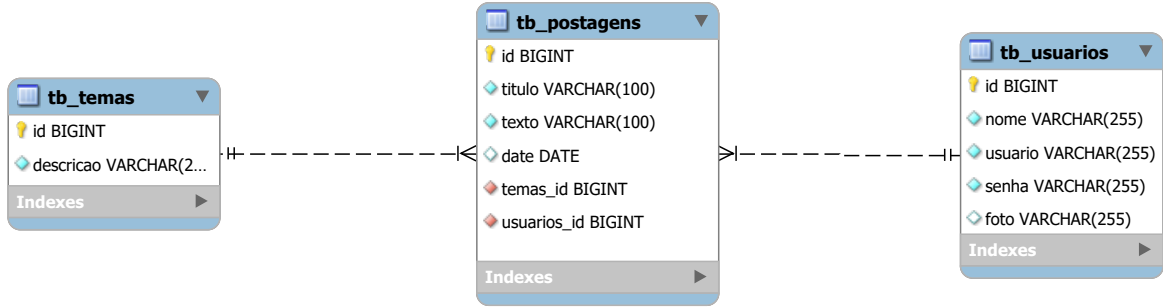 tb_temas
id BIGINT
descricao VARCHAR(2...
Indexes
tb_postagens
id BIGINT
titulo VARCHAR(100)
texto VARCHAR(100)
date DATE
temas_id BIGINT
usuarios_id BIGINT
Indexes
tb_usuarios
id BIGINT
nome VARCHAR(255)
usuario VARCHAR(255)
senha VARCHAR(255)
foto VARCHAR(255)
Indexes